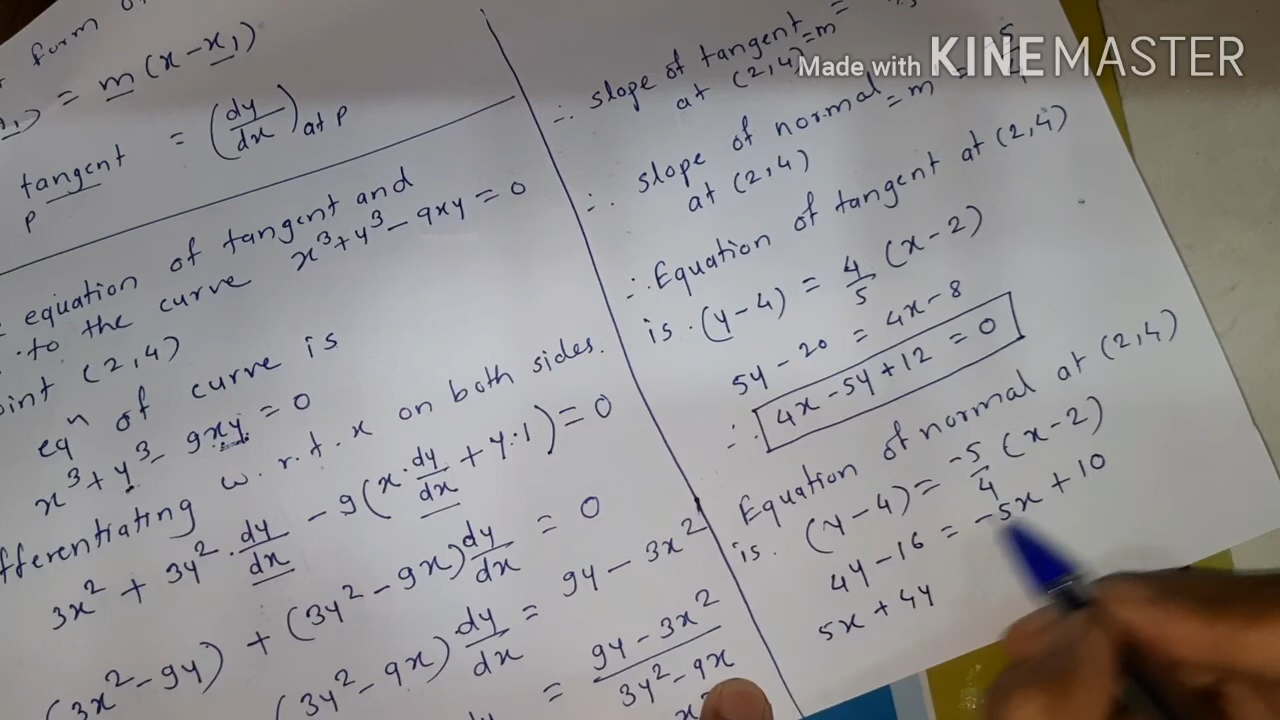 form
= m(x-x₁)
tangent = (dy/dx) at P
P
equation of tangent and
to the curve x³+y³-9xy=0
point (2,4)
eqⁿ of curve is
x³+y³-9xy=0
w.r.t. x on both sides.
3x²+3y².dy/dx-9(x.dy/dx+y.1)=0
(3x²-9y)+(3y²-9x)dy/dx=0
(3y²-9x)dy/dx=9y-3x²
=(9y-3x²)/(3y²-9x)
Made with KINEMASTER
∴ slope of tangent =
at (2,4)=m
∴ slope of normal = m =
at (2,4)
∴ Equation of tangent at (2,4)
is. (y-4)=4/5(x-2)
5y-20=4x-8
∴ 4x-5y+12=0
Equation of normal at (2,4)
is. (y-4)=-5/4(x-2)
4y-16=-5x+10
5x+4y